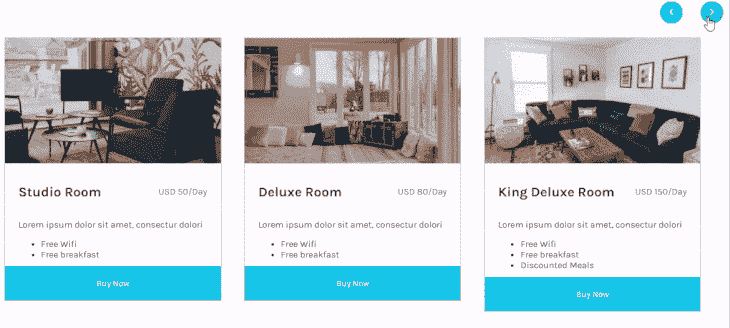 Studio Room USD 50/Day
Lorem ipsum dolor sit amet, consectur dolori
Free Wifi
Free breakfast
Buy Now
Deluxe Room USD 80/Day
Lorem ipsum dolor sit amet, consectur dolori
Free Wifi
Free breakfast
Buy Now
King Deluxe Room USD 150/Day
Lorem ipsum dolor sit amet, consectur dolori
Free Wifi
Free breakfast
Discounted Meals
Buy Now